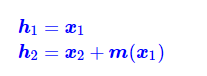 h₁ = x₁
h₂ = x₂ + m(x₁)